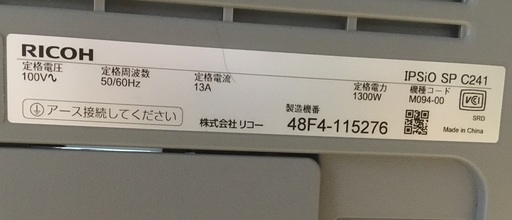 RICOH
IPSiO SP C241
定格電圧 定格周波数 定格電流 定格電力 機種コード
100V∿ 50/60Hz 13A 1300W M094-00
VCI
アース接続してください
製造機番
株式会社 リコー 48F4-115276
SRD
Made in China